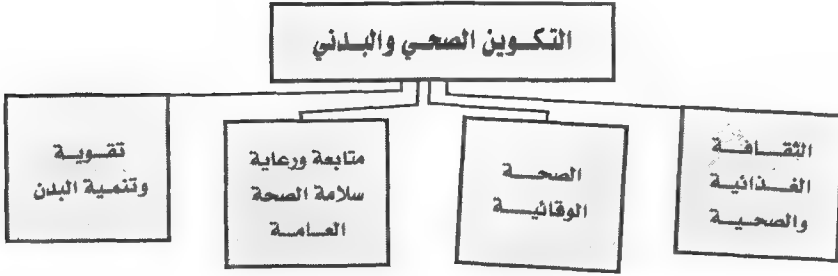 التكوين الصحي والبدني
الثقافة
الغذائية
والصحية
الصحة
الوقائية
متابعة ورعاية
سلامة الصحة
العامة
تقوية
وتنمية البدن